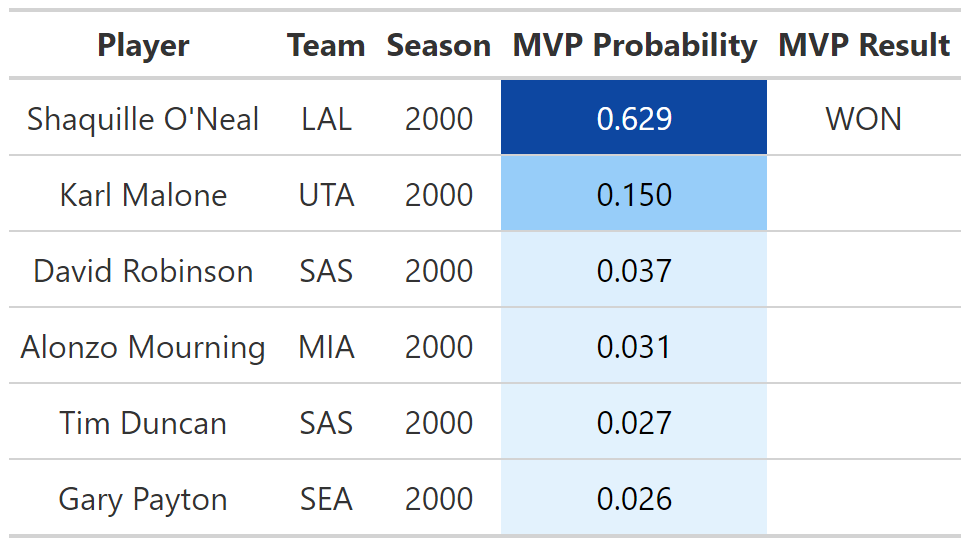 Player Team Season MVP Probability MVP Result
Shaquille O'Neal LAL 2000 0.629 WON
Karl Malone UTA 2000 0.150
David Robinson SAS 2000 0.037
Alonzo Mourning MIA 2000 0.031
Tim Duncan SAS 2000 0.027
Gary Payton SEA 2000 0.026